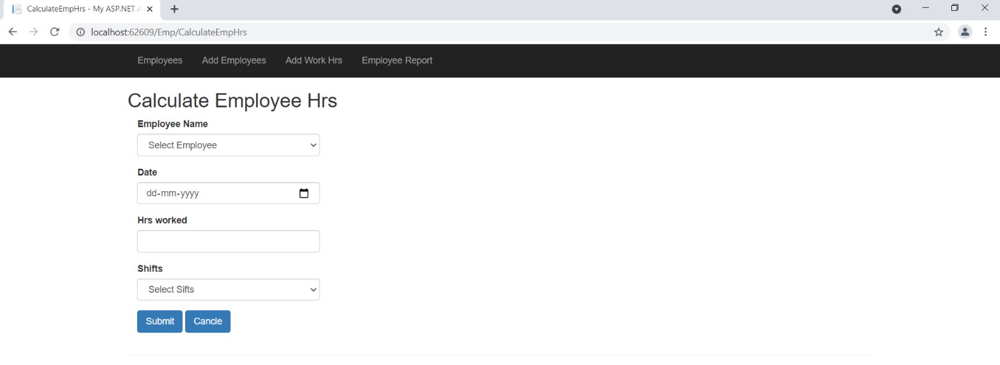 CalculateEmpHrs - My ASP.NET A
localhost:62609/Emp/CalculateEmpHrs
Employees Add Employees Add Work Hrs Employee Report
Calculate Employee Hrs
Employee Name
Select Employee
Date
dd-mm-yyyy
Hrs worked
Shifts
Select Sifts
Submit Cancle